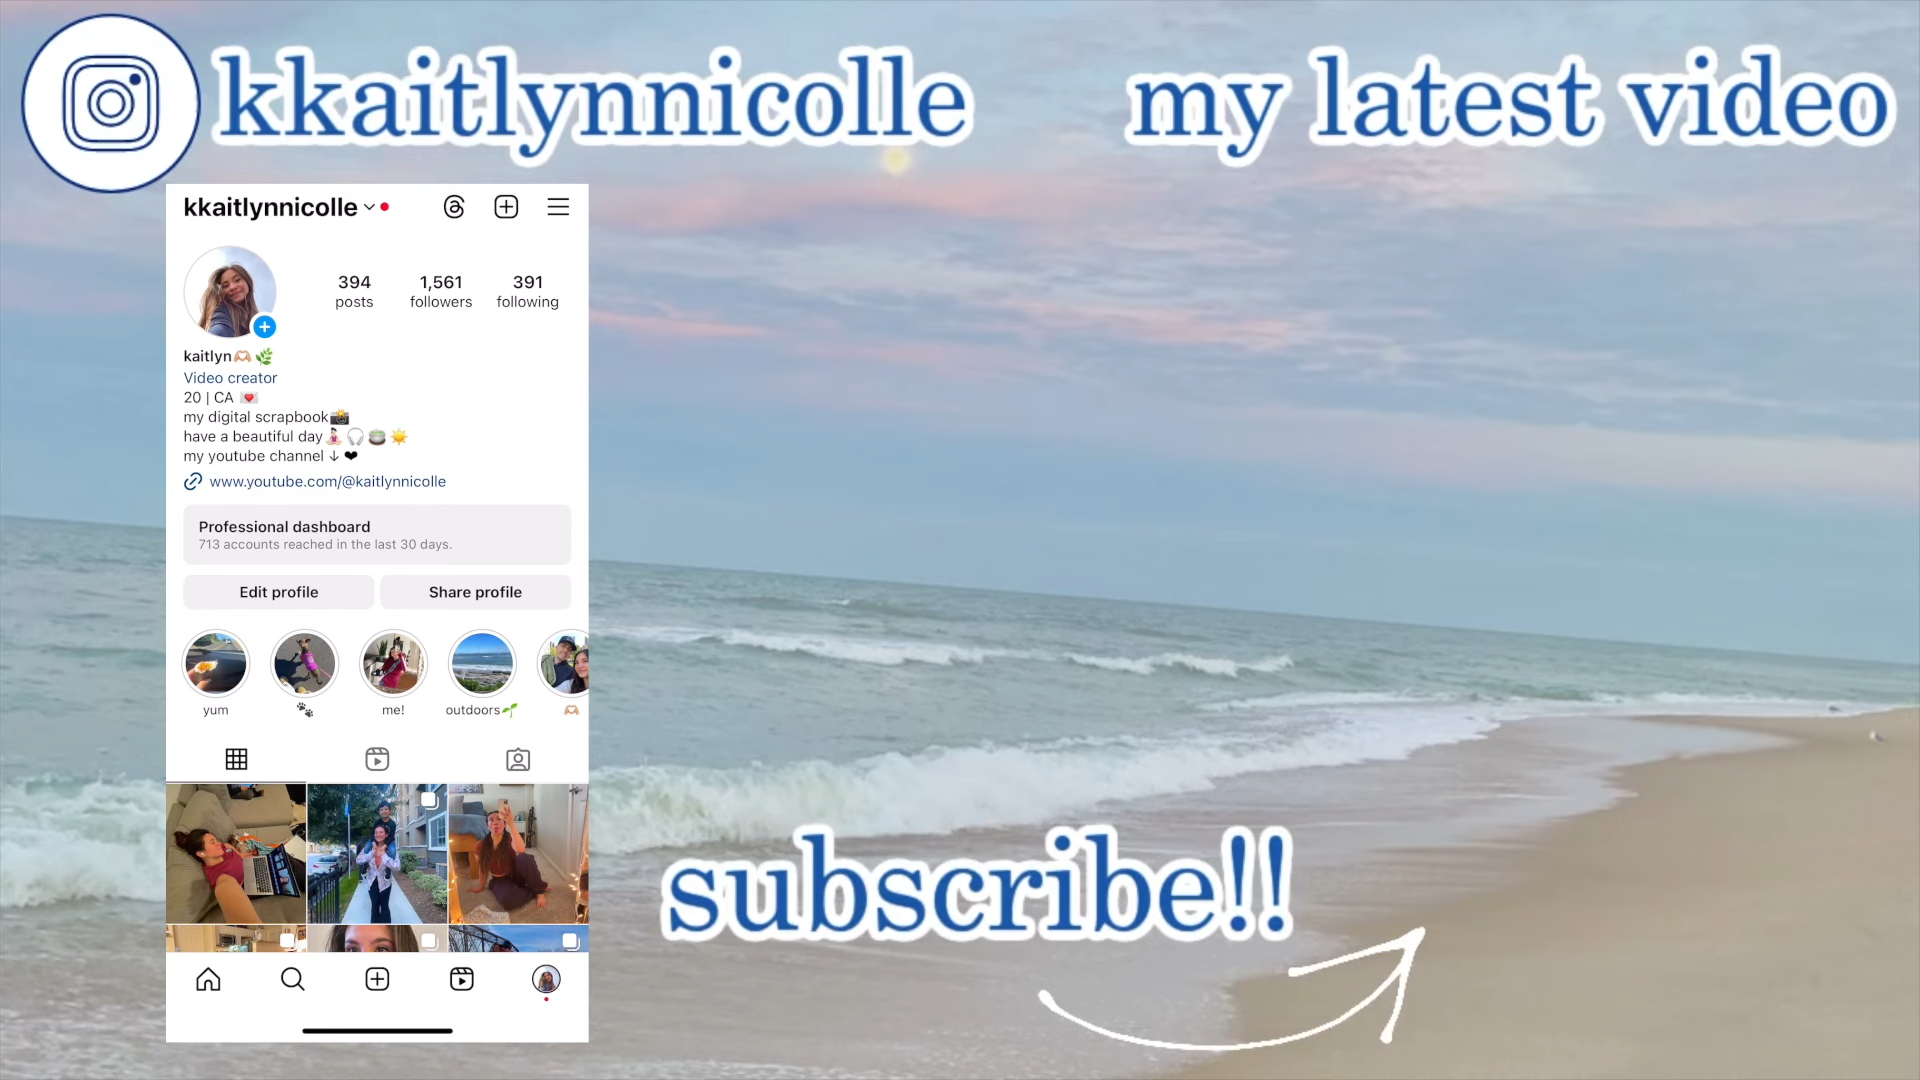 kkaitlynnicolle
my latest video
kkaitlynnicolle
394 1,561 391
posts followers following
kaitlyn🫶🏼🌿
Video creator
20 | CA 💌
my digital scrapbook📸
have a beautiful day🧘🏻‍♀️🎧🍵☀️
my youtube channel ↓ ❤
www.youtube.com/@kaitlynnicolle
Professional dashboard
713 accounts reached in the last 30 days.
Edit profile Share profile
yum 🐾 me! outdoors🌱 🫶🏼
subscribe!!